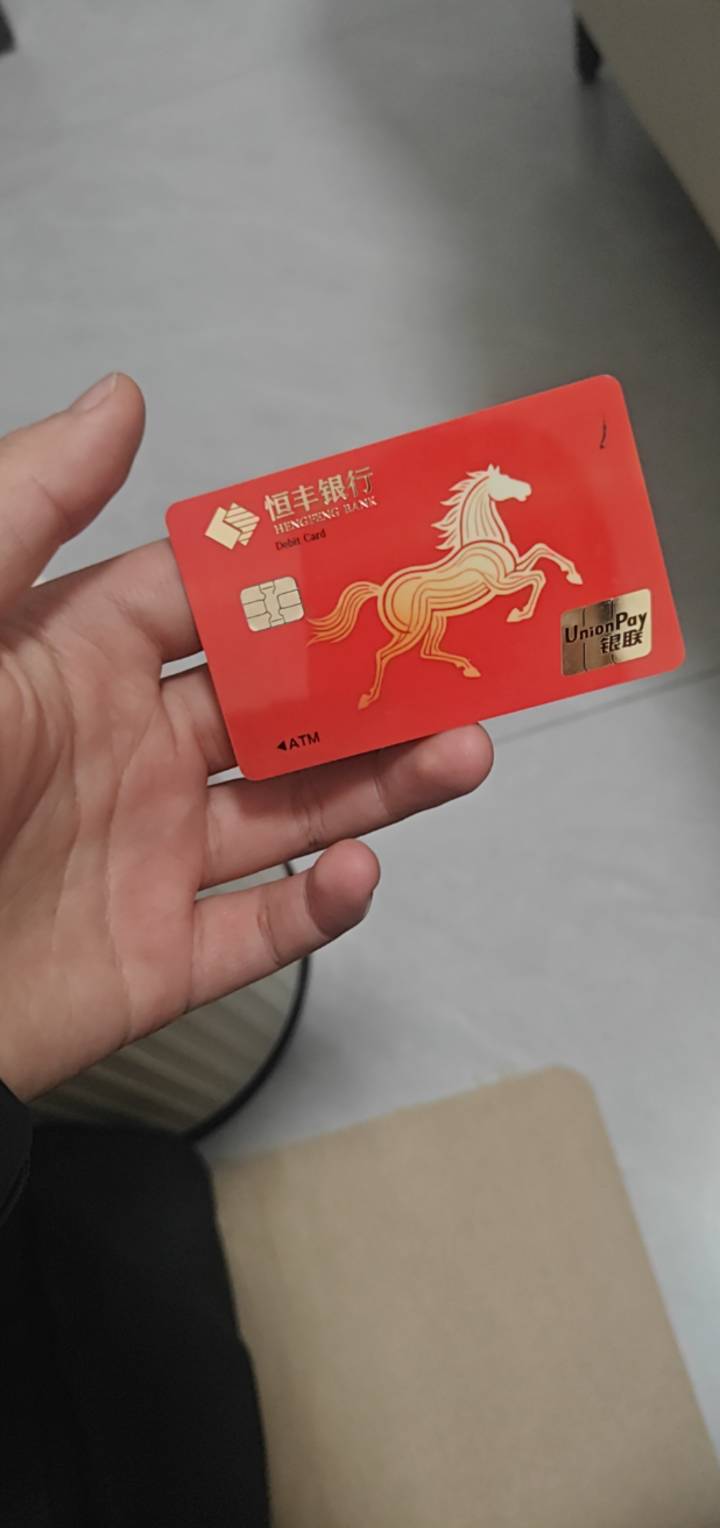 恒丰银行
HENGFENG BANK
Debit Card
UnionPay
银联
ATM